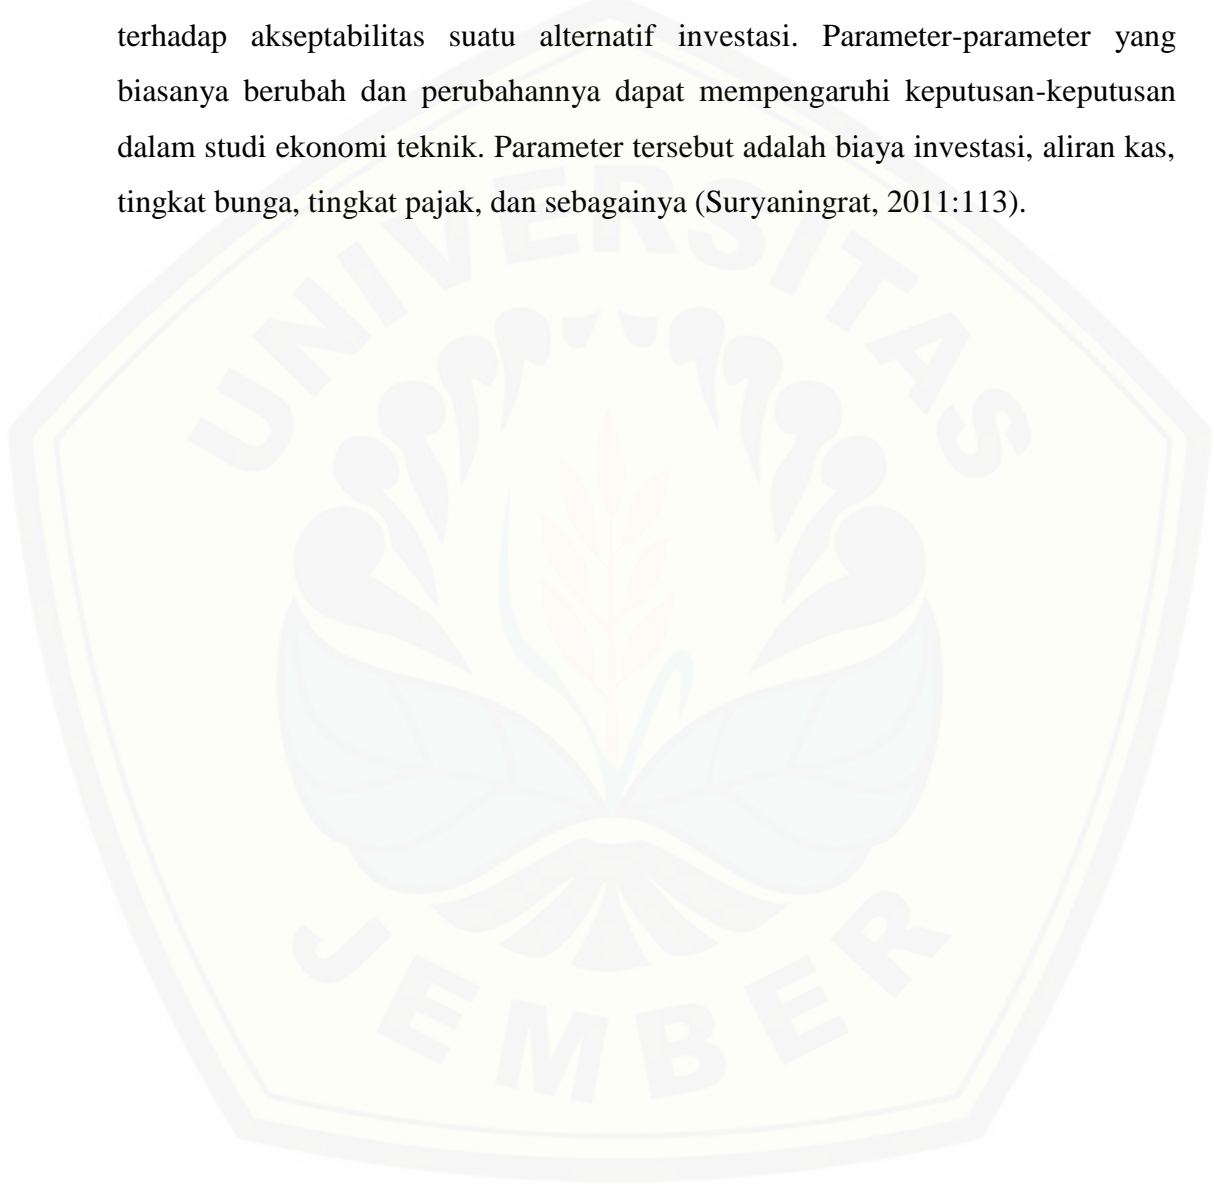 terhadap akseptabilitas suatu alternatif investasi. Parameter-parameter yang
biasanya berubah dan perubahannya dapat mempengaruhi keputusan-keputusan
dalam studi ekonomi teknik. Parameter tersebut adalah biaya investasi, aliran kas,
tingkat bunga, tingkat pajak, dan sebagainya (Suryaningrat, 2011:113).
UNIVERSITAS
JEMBER